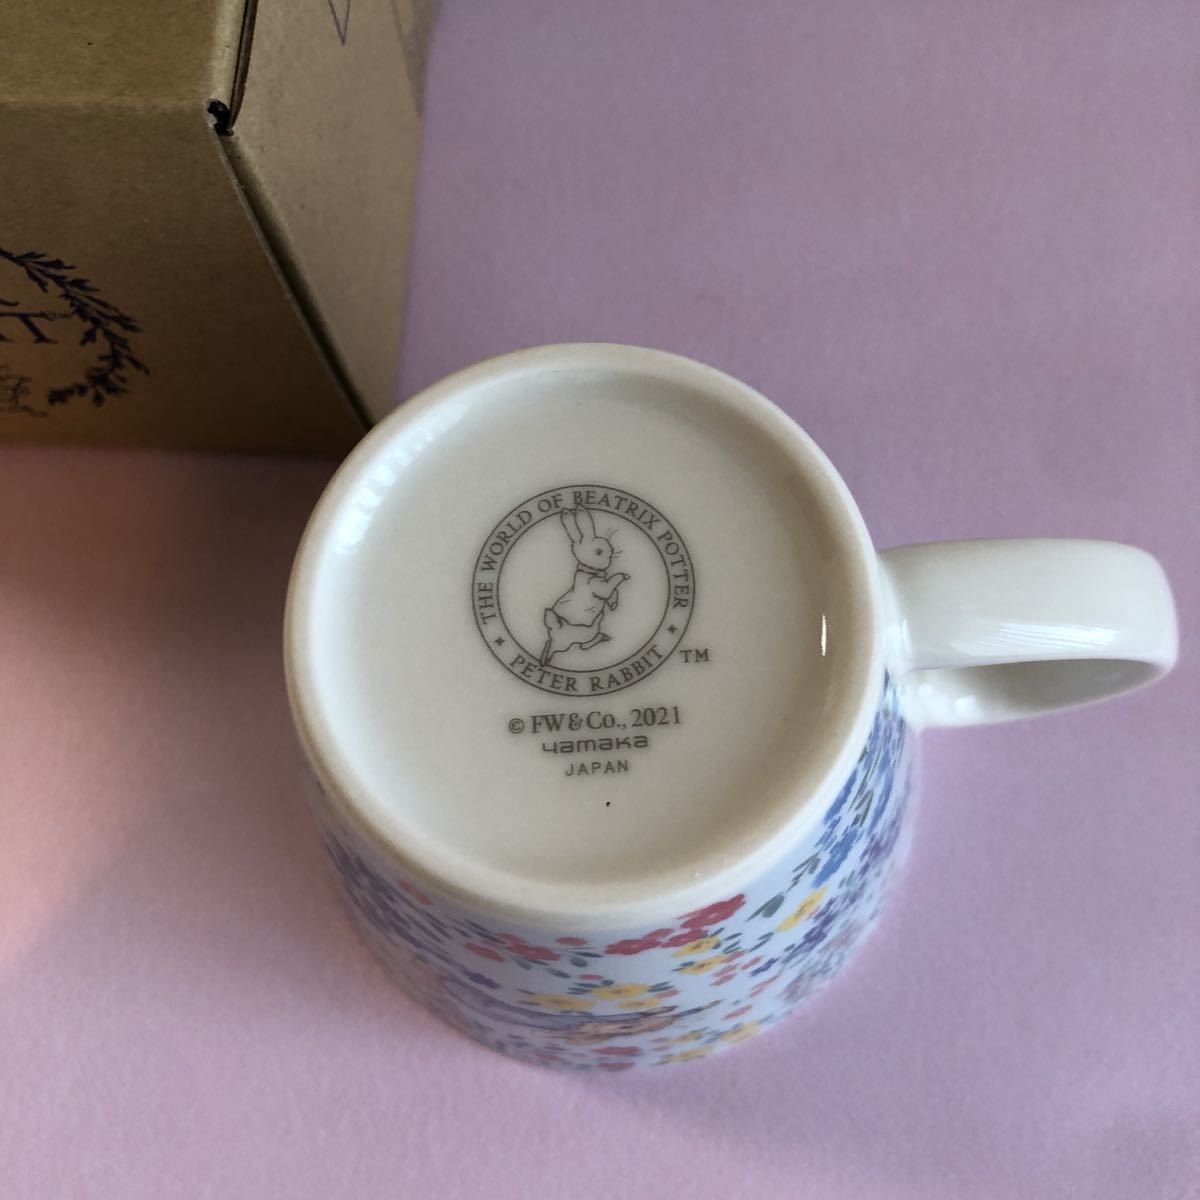 THE WORLD OF BEATRIX POTTER
PETER RABBIT
TM
© FW & Co., 2021
yamaka
JAPAN